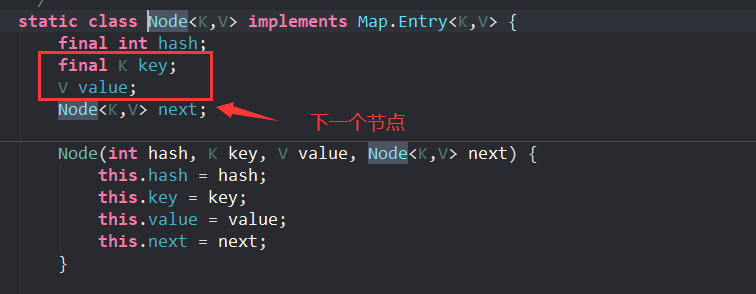 /
static class Node<K,V> implements Map.Entry<K,V> {
final int hash;
final K key;
V value;
Node<K,V> next;
下一个节点
Node(int hash, K key, V value, Node<K,V> next) {
this.hash = hash;
this.key = key;
this.value = value;
this.next = next;
}